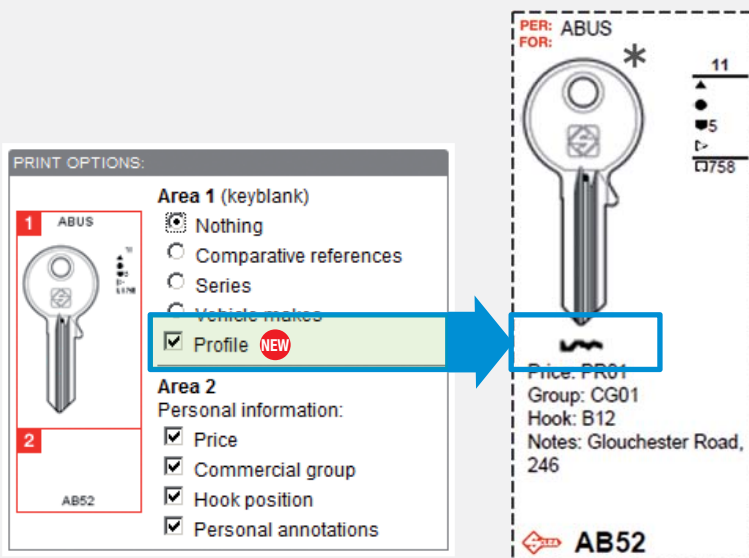 PRINT OPTIONS:
1 ABUS
Area 1 (keyblank)
Nothing
Comparative references
Series
Vehicle makes
Profile NEW
Area 2
Personal information:
Price
Commercial group
Hook position
Personal annotations
2
AB52
PER: ABUS
FOR:
*
11
5
758
Price: PR01
Group: CG01
Hook: B12
Notes: Glouchester Road,
246
AB52